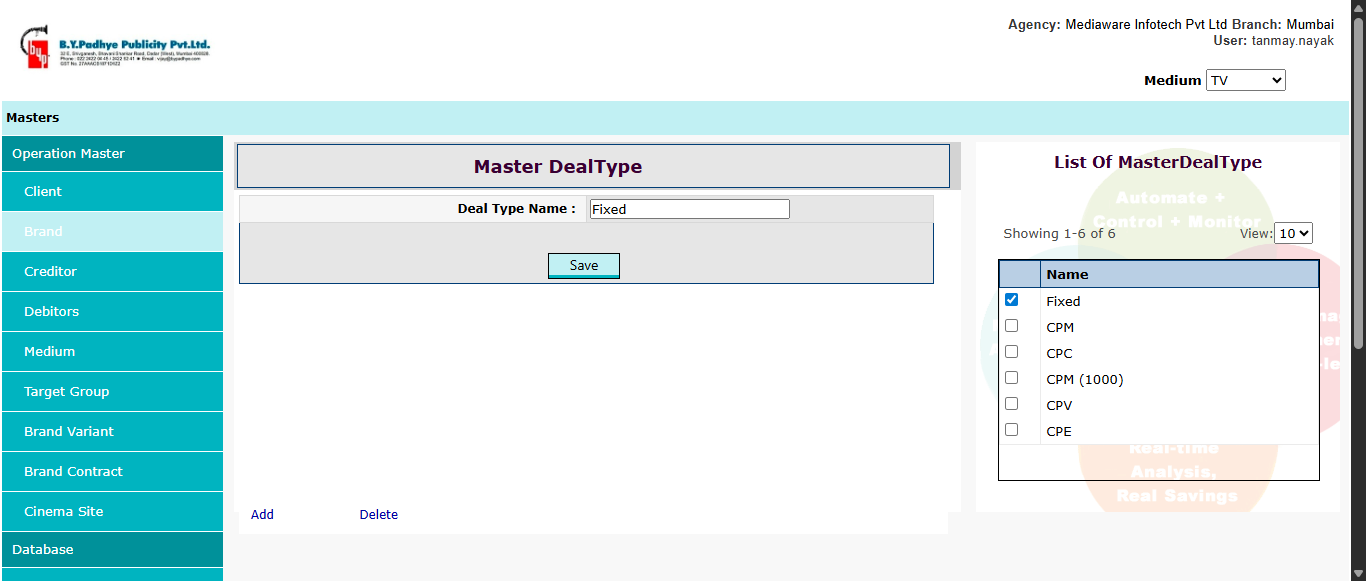 Agency: Mediaware Infotech Pvt Ltd Branch: Mumbai
User: tanmay.nayak
B.Y.Padhye Publicity Pvt.Ltd.
Medium TV
Masters
Operation Master
Client
Brand
Creditor
Debitors
Medium
Target Group
Brand Variant
Brand Contract
Cinema Site
Database
Master DealType
Deal Type Name : Fixed
Save
Add Delete
List Of MasterDealType
Automate +
Control + Monitor
Showing 1-6 of 6 View: 10
Name
Fixed
CPM
CPC
CPM (1000)
CPV
CPE
Real-time
Analysis,
Real Savings